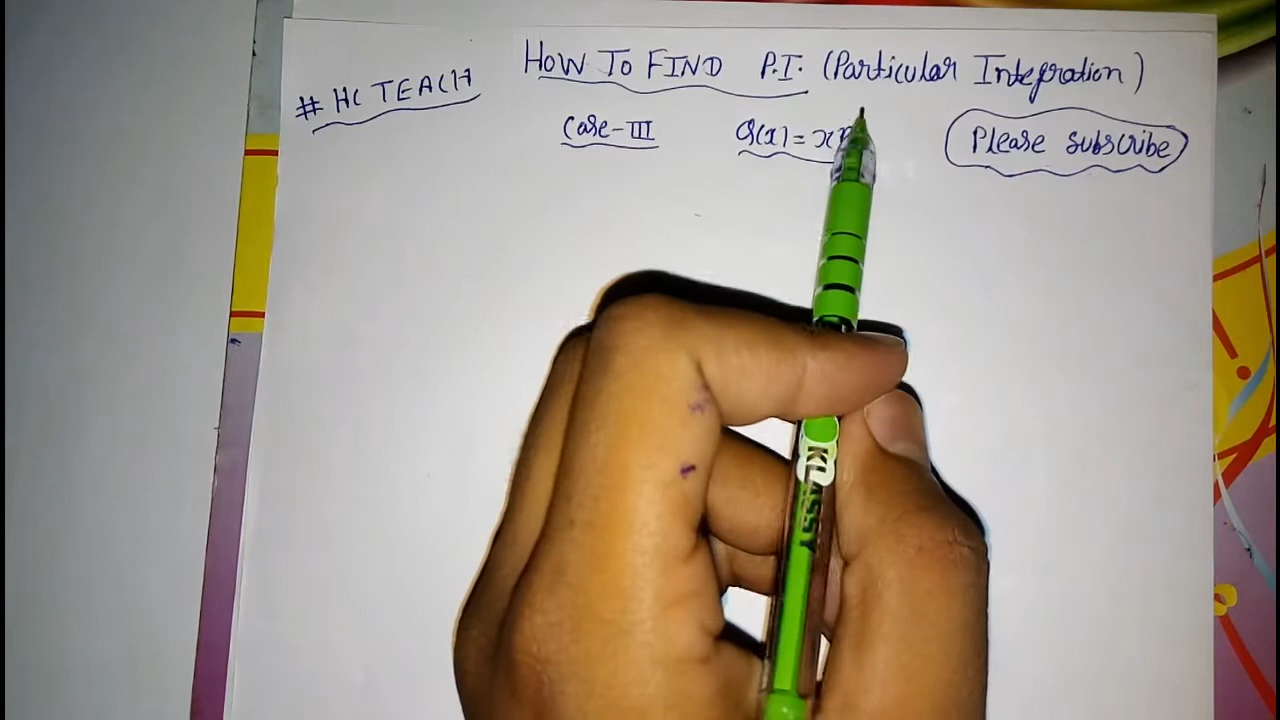 HOW TO FIND P.I. (Particular Integration)
# HC TEACH
Case-III
Q(x) = x
Please subscribe
KLASSY